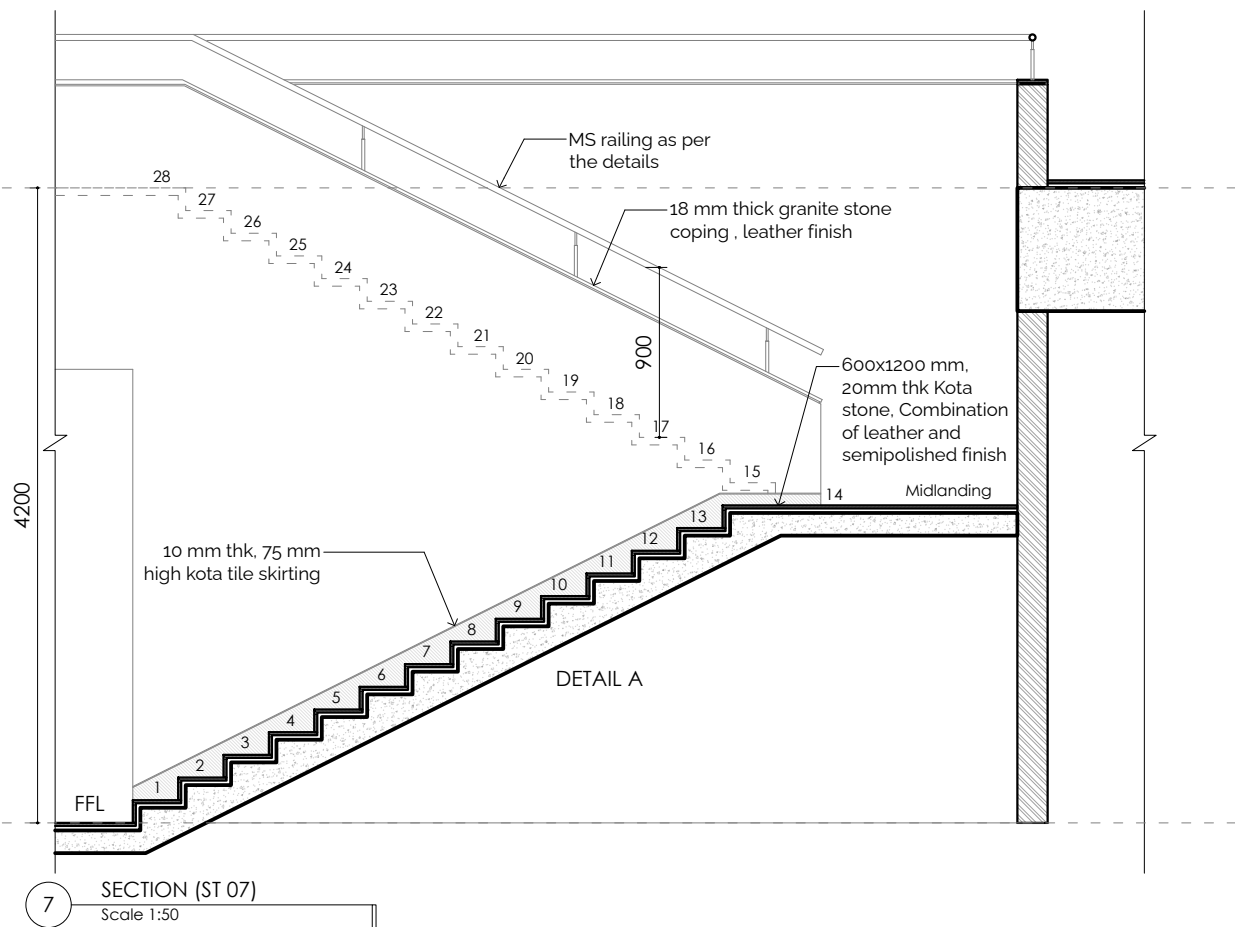 MS railing as per
the details
28
27
26
25
24
23
22
21
20
19
18
17
16
15
18 mm thick granite stone
coping , leather finish
900
4200
600x1200 mm,
20mm thk Kota
stone, Combination
of leather and
semipolished finish
14
Midlanding
13
12
11
10
9
8
7
6
5
4
3
2
1
10 mm thk, 75 mm
high kota tile skirting
DETAIL A
FFL
7
SECTION (ST 07)
Scale 1:50